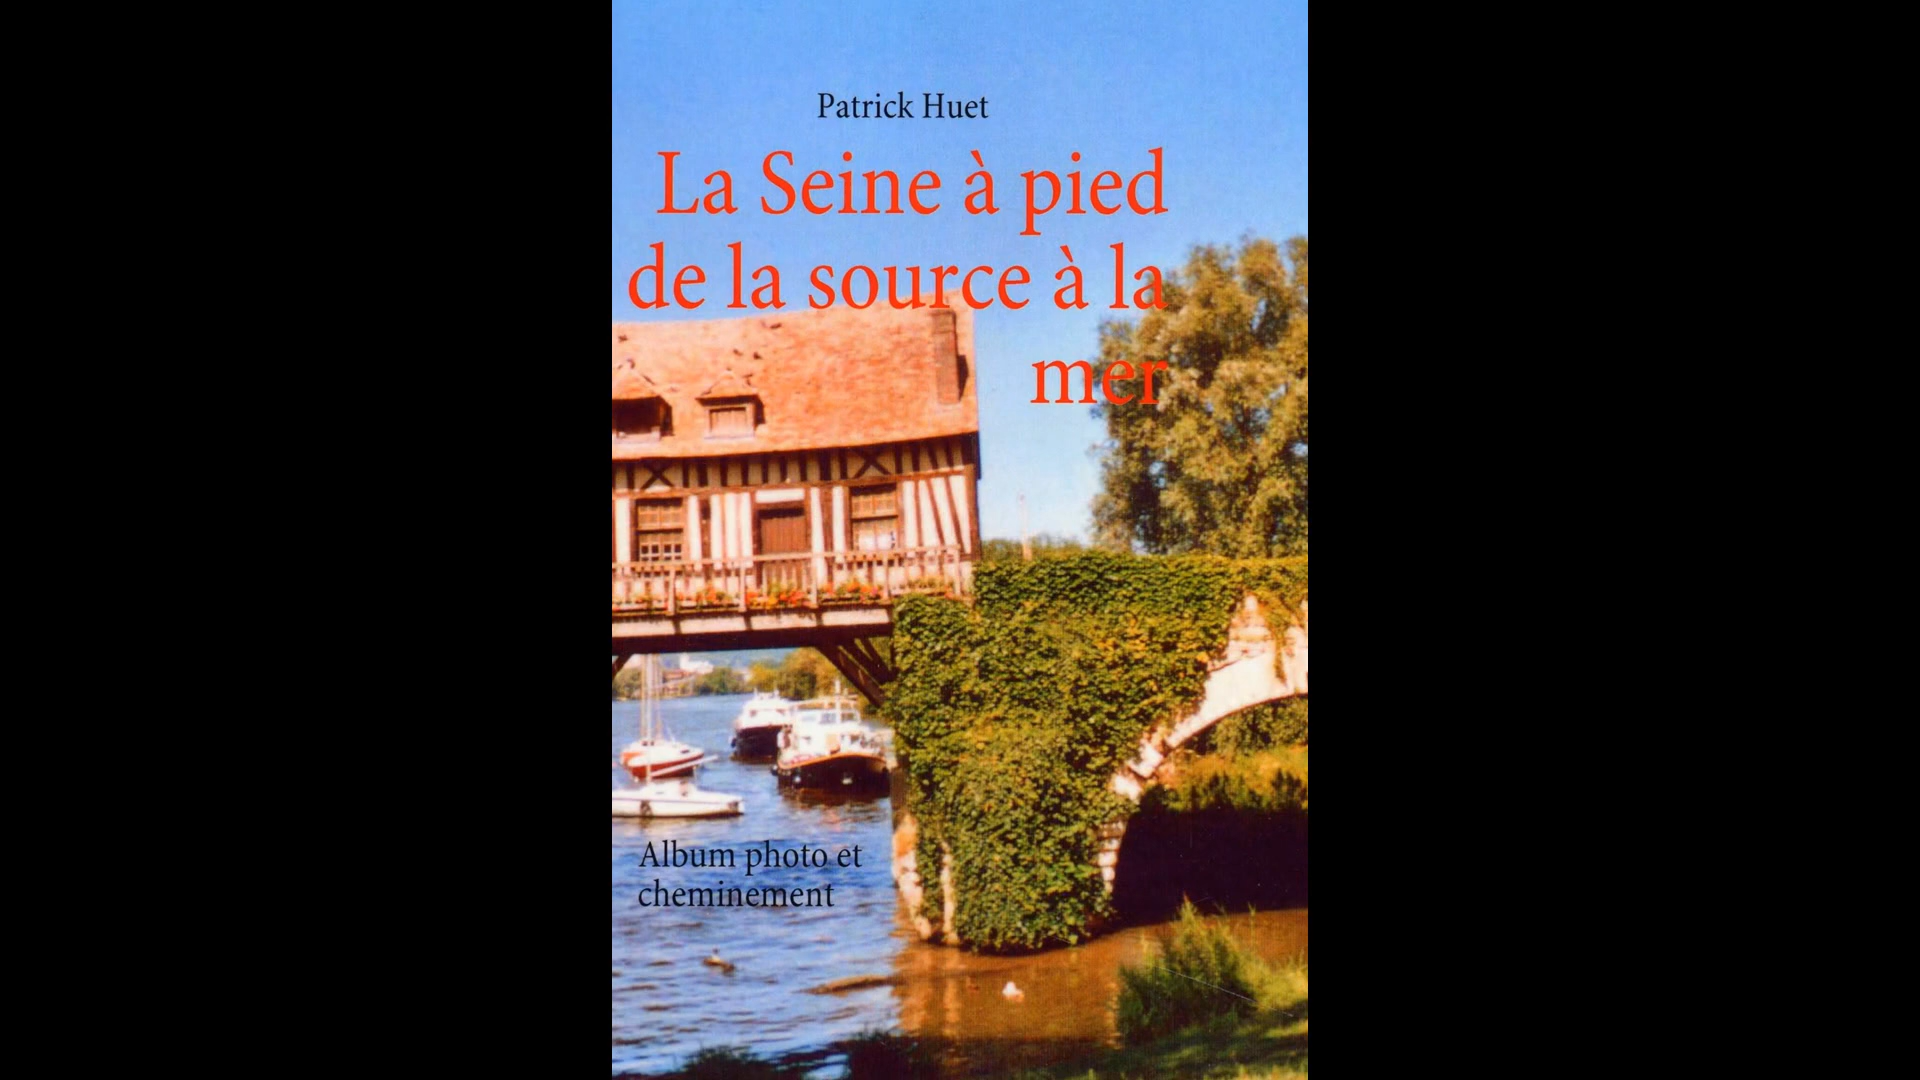 Patrick Huet
La Seine à pied
de la source à la
mer
Album photo et
cheminement